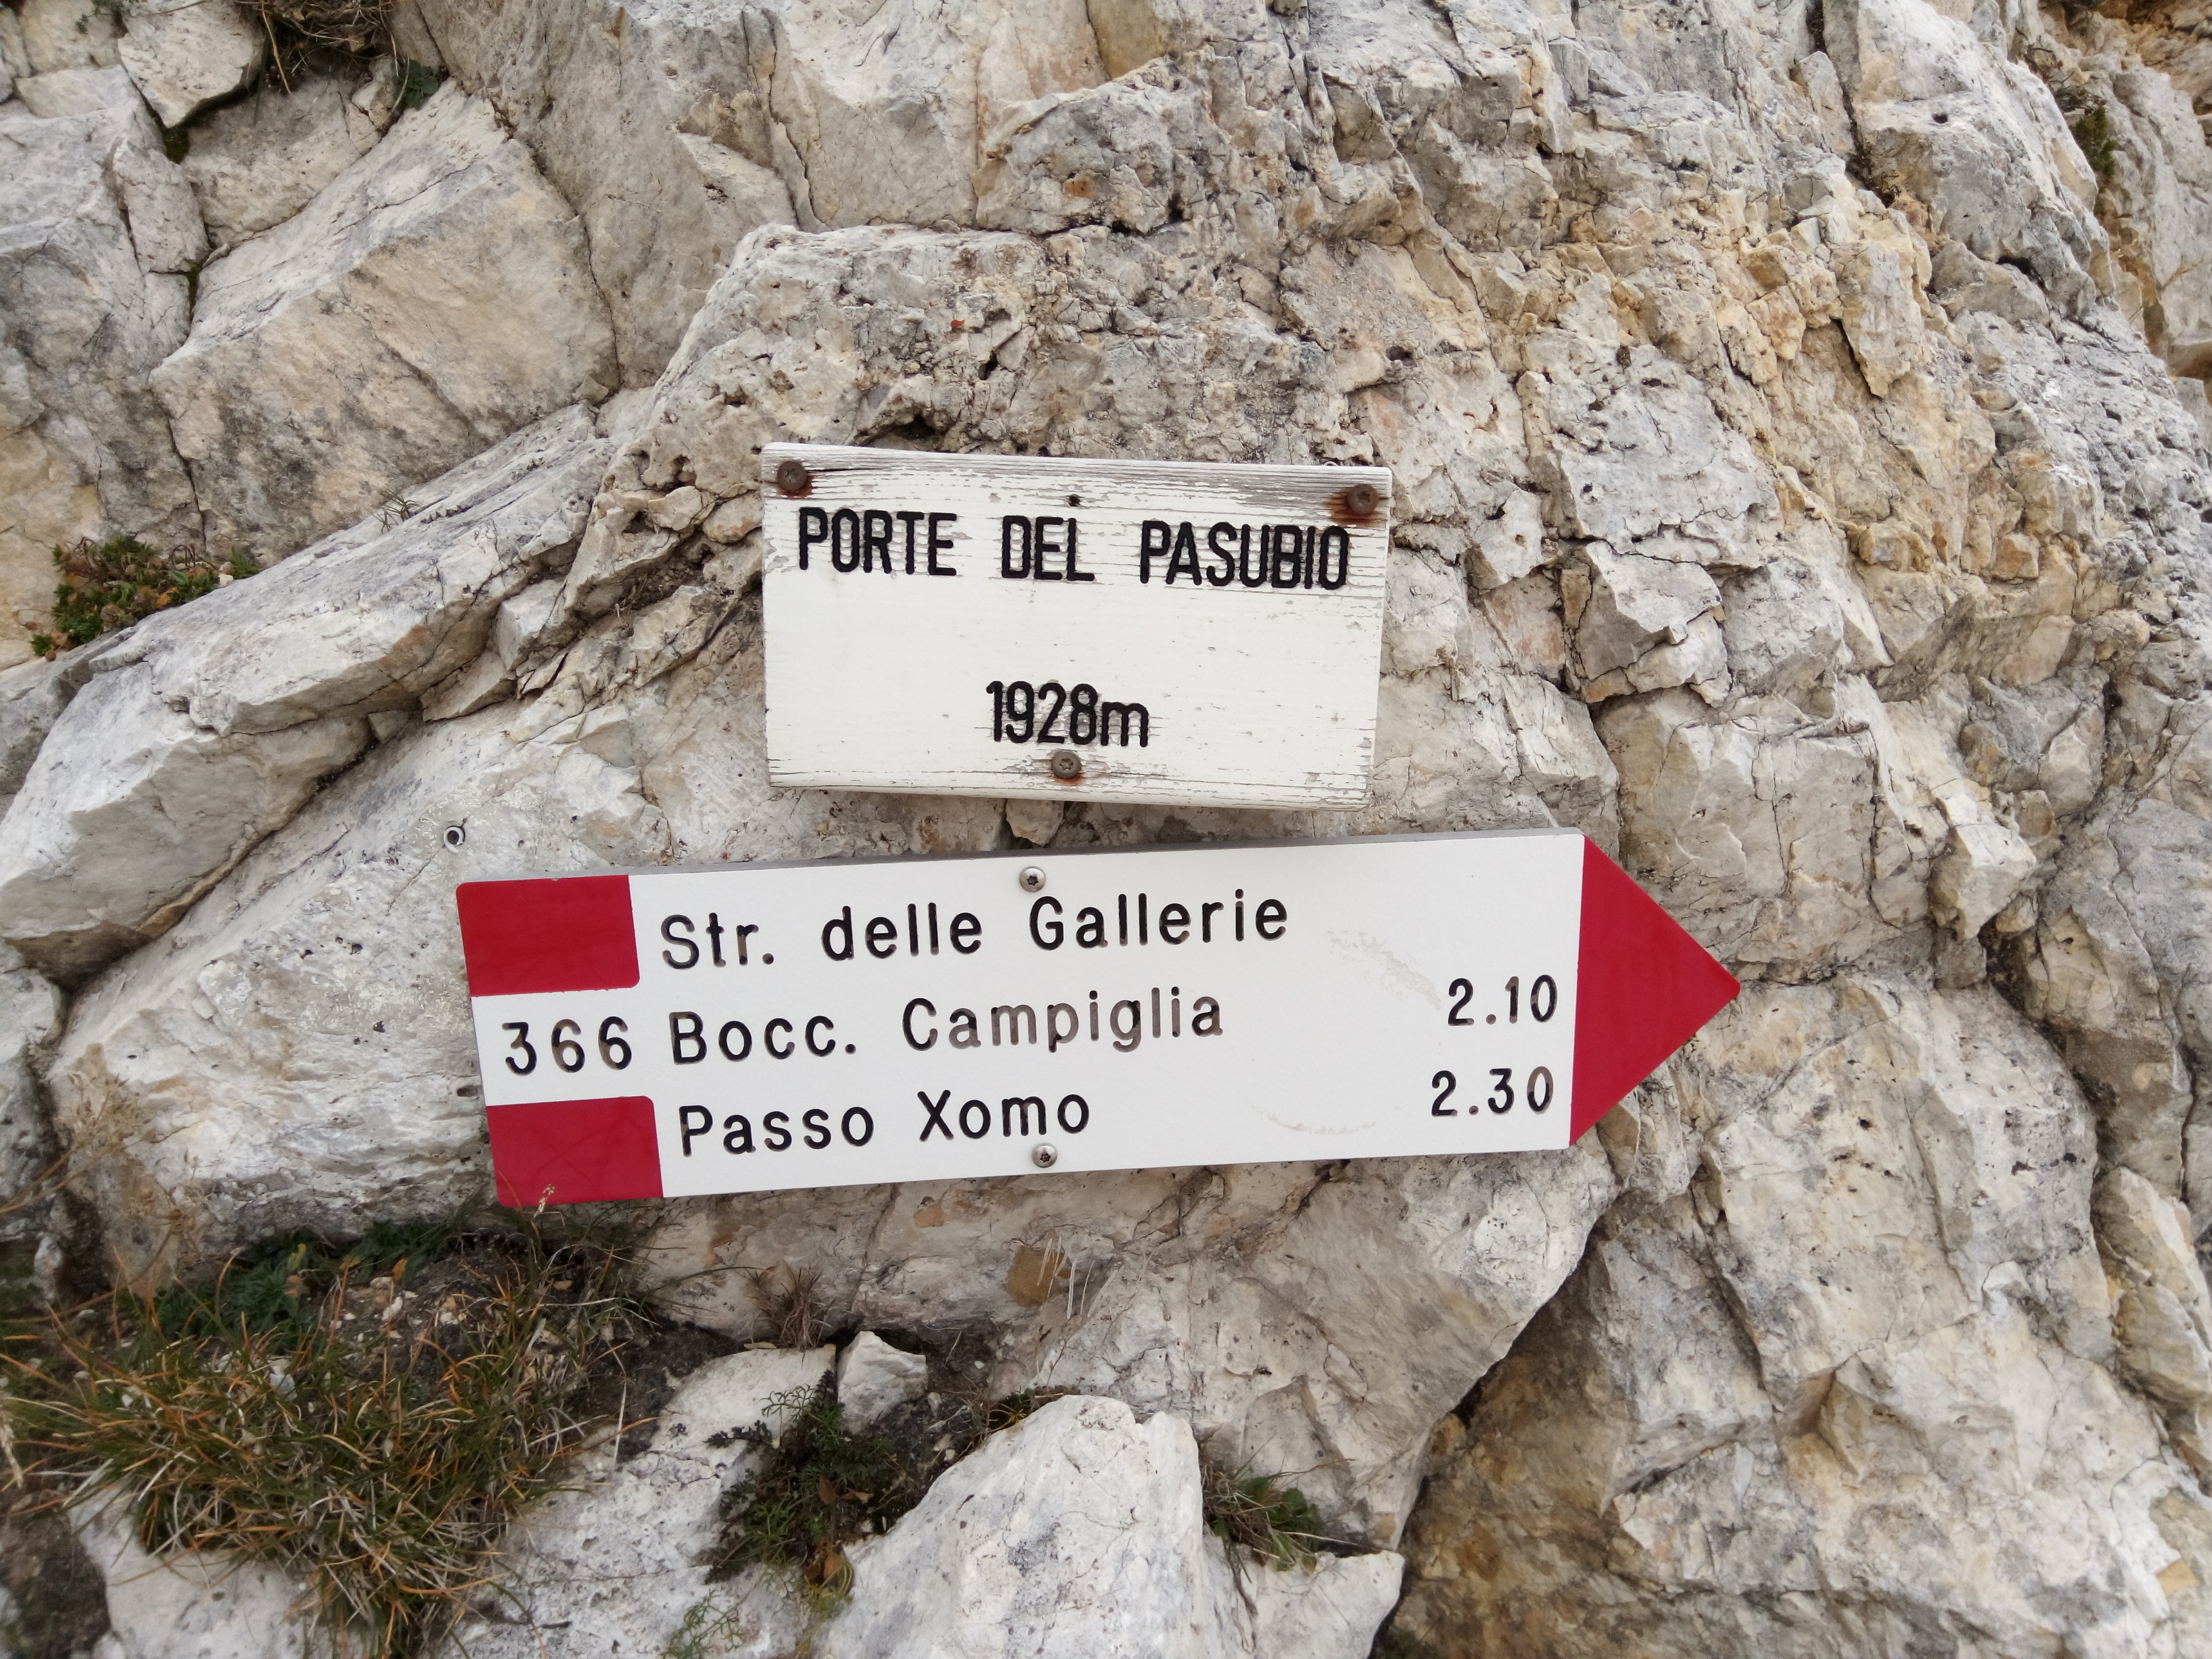 PORTE DEL PASUBIO
1928m
Str. delle Gallerie
366 Bocc. Campiglia 2.10
Passo Xomo 2.30